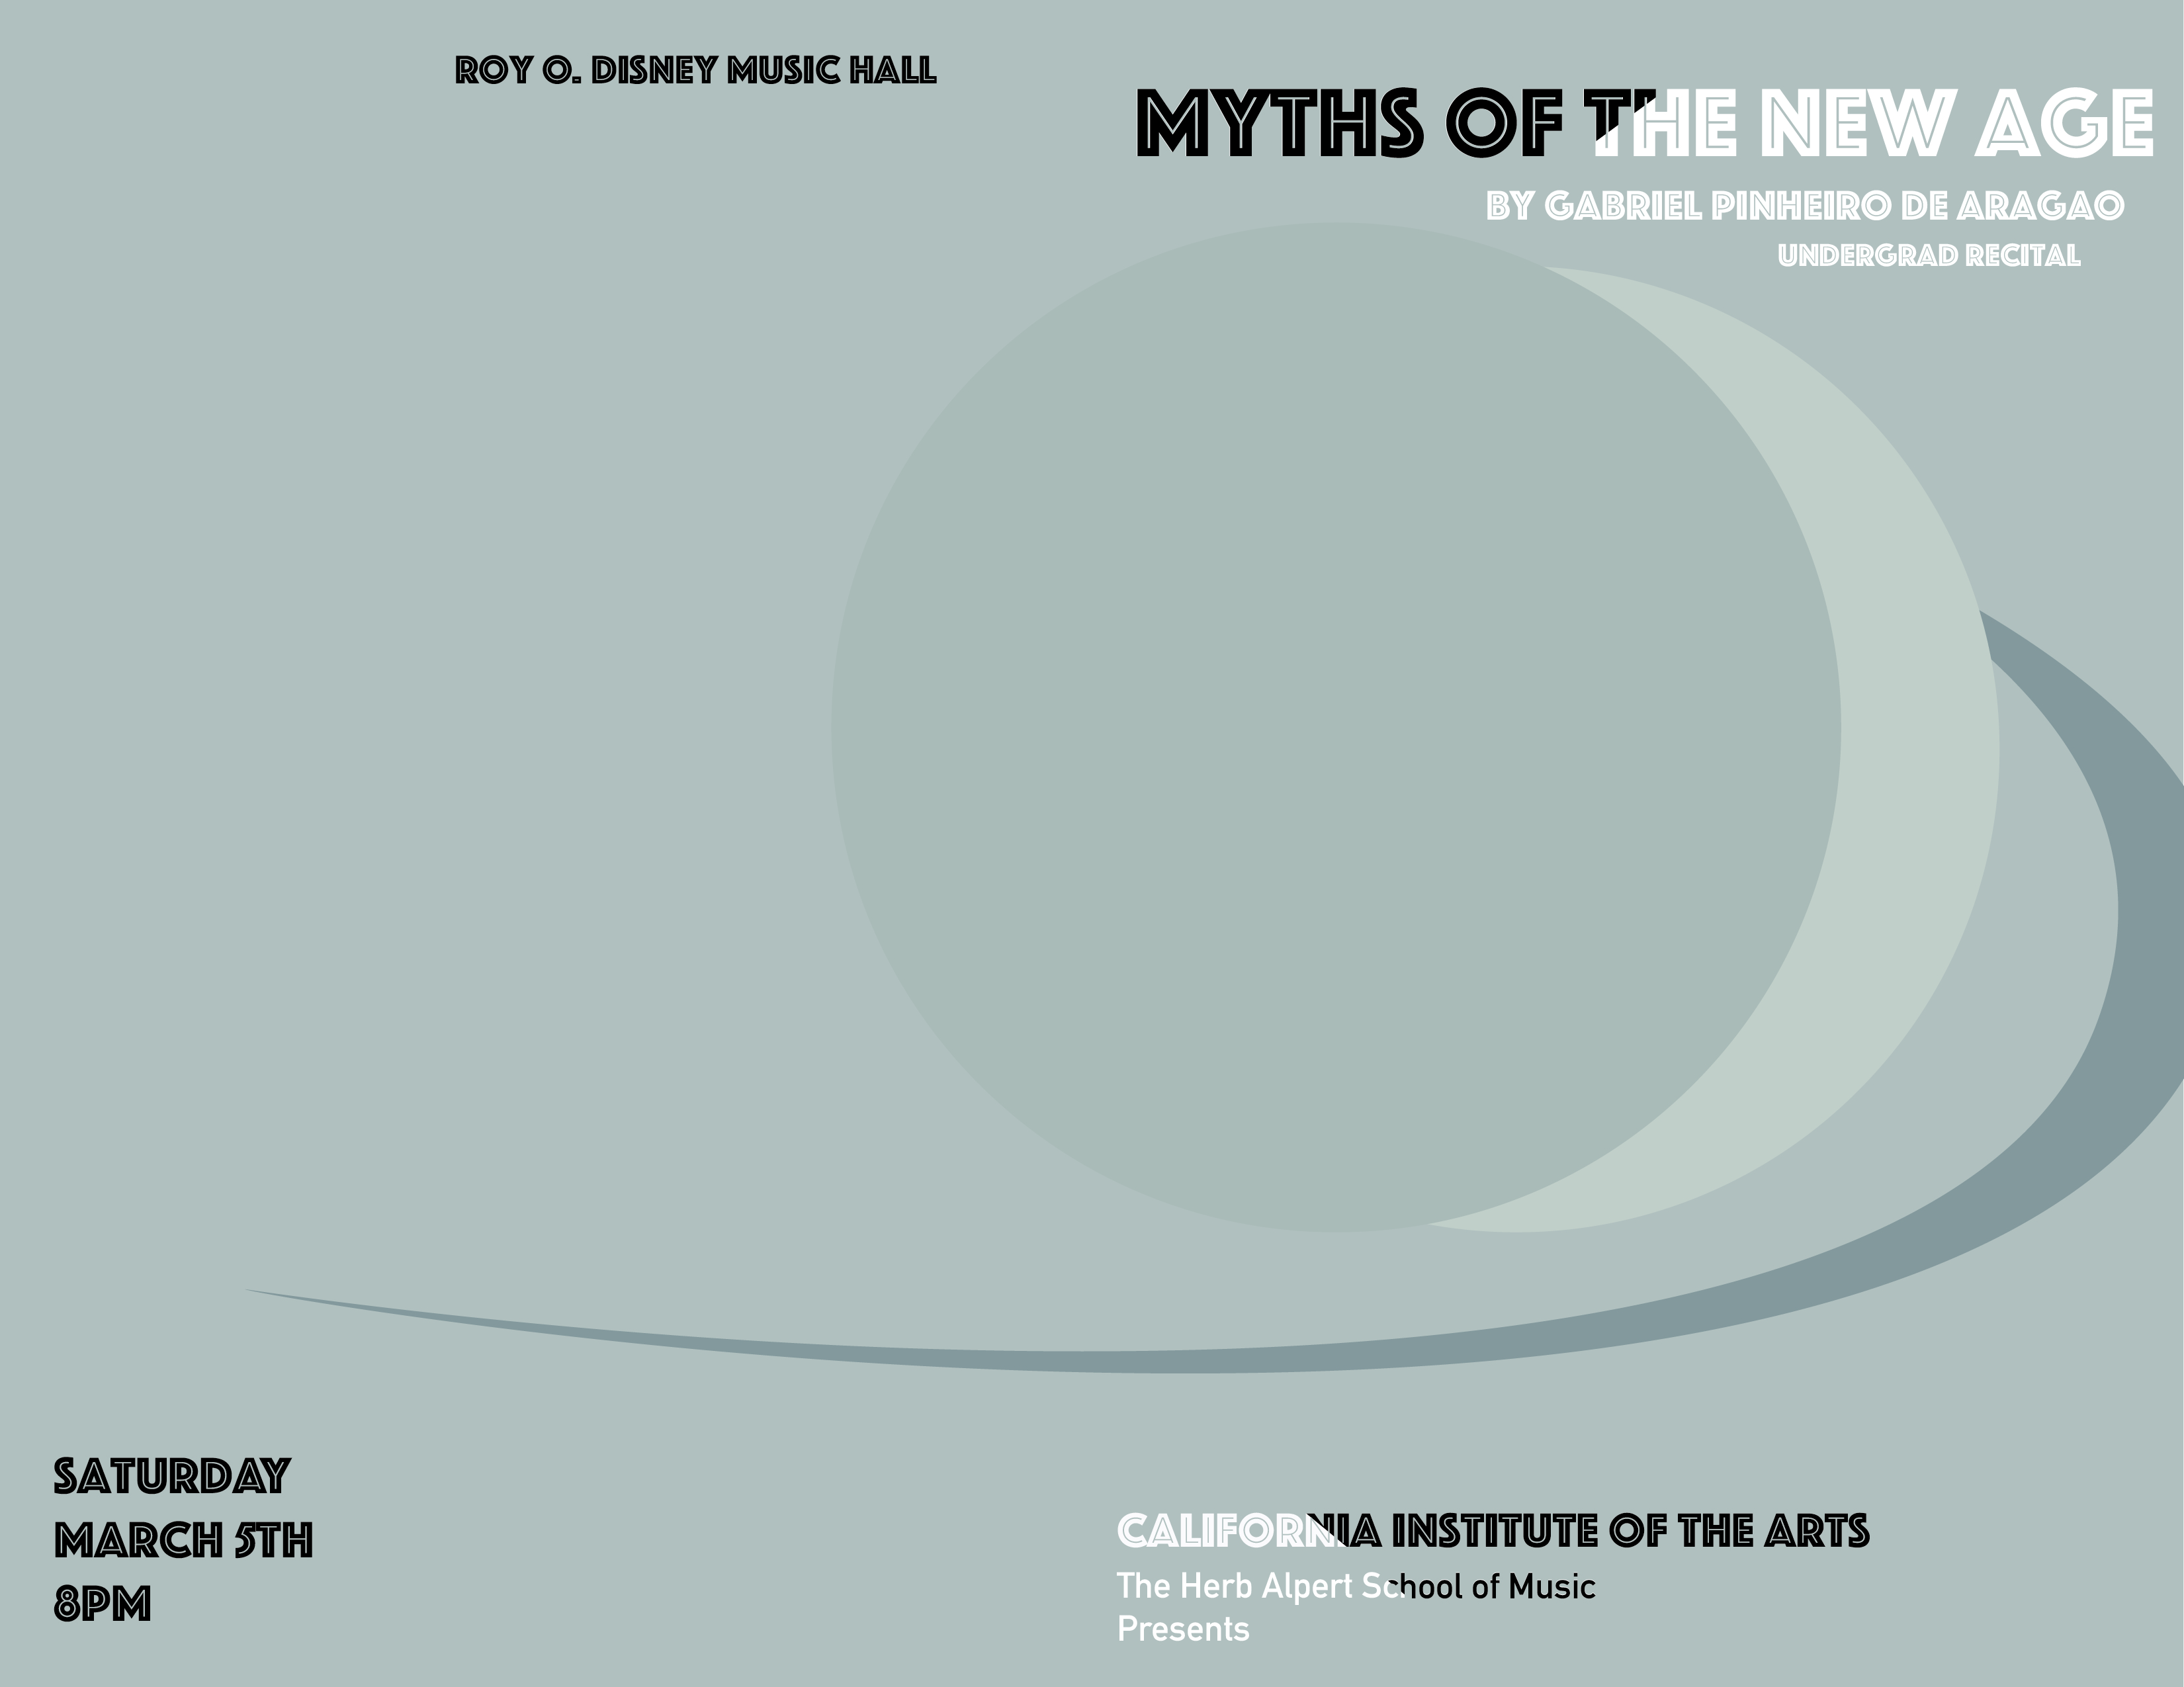 ROY O. DISNEY MUSIC HALL
MYTHS OF THE NEW AGE
BY GABRIEL PINHEIRO DE ARAGAO
UNDERGRAD RECITAL
SATURDAY
MARCH 5TH
8PM
CALIFORNIA INSTITUTE OF THE ARTS
The Herb Alpert School of Music
Presents